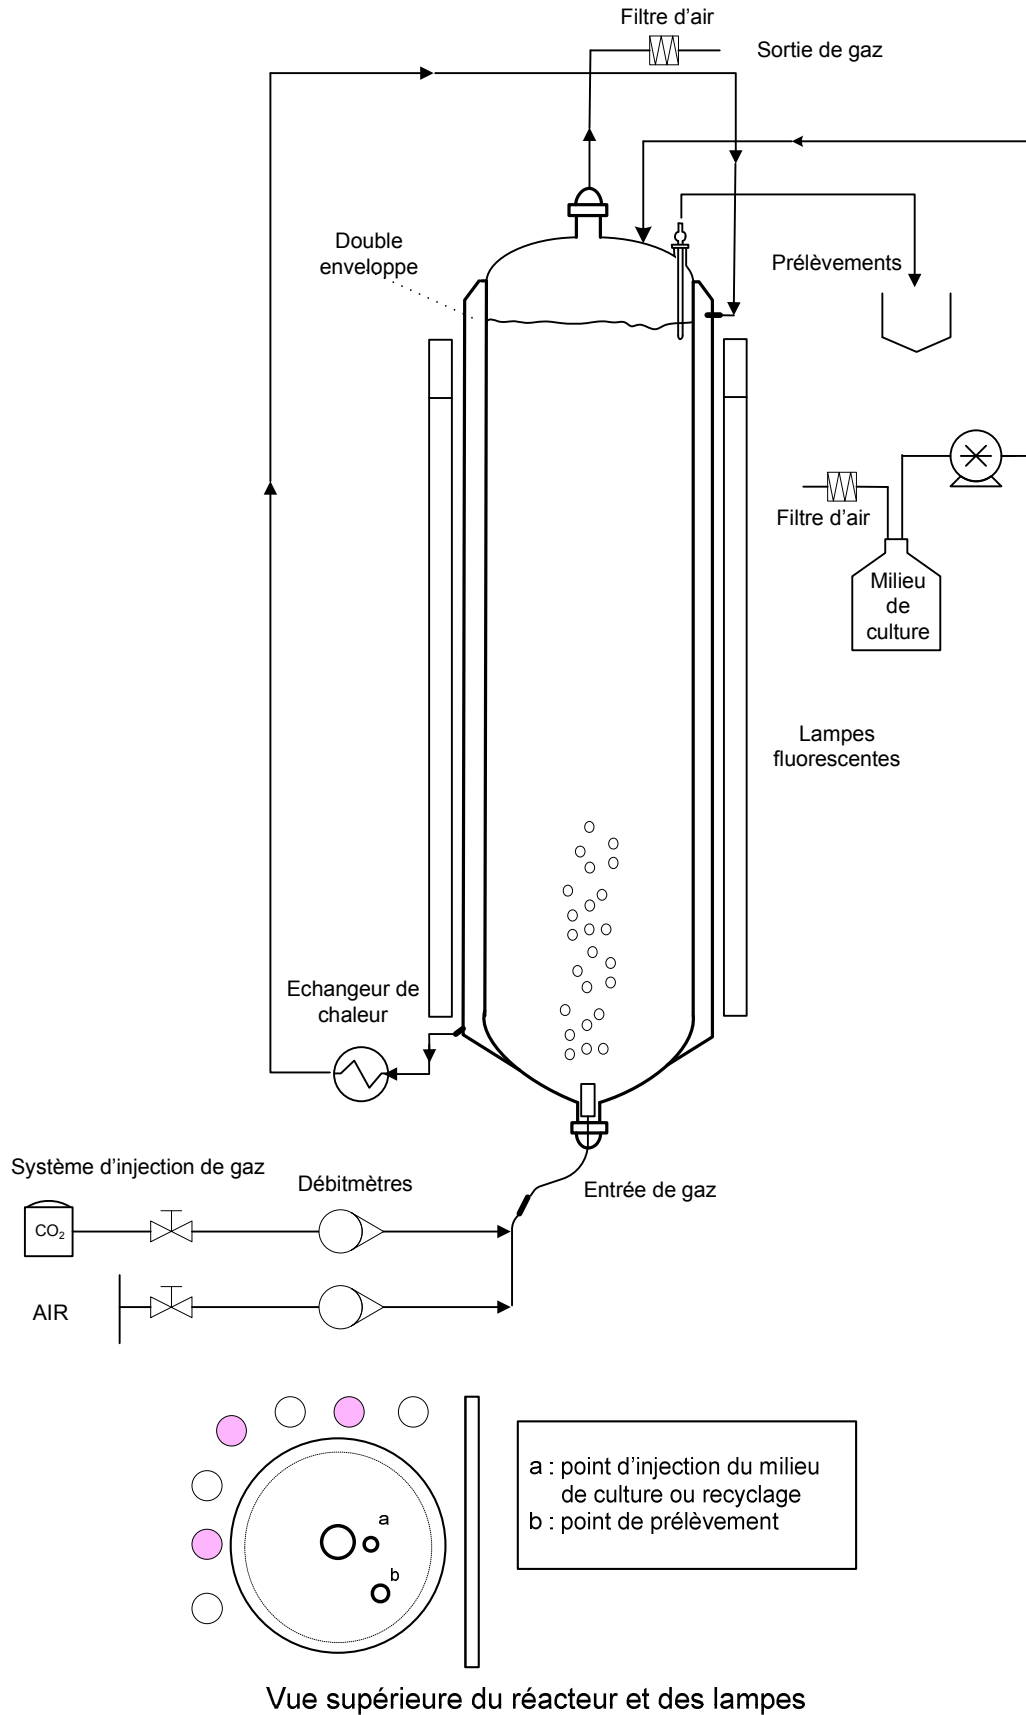 Filtre d’air
Sortie de gaz
Double
enveloppe
Prélèvements
Filtre d’air
Milieu
de
culture
Lampes
fluorescentes
Echangeur de
chaleur
Système d’injection de gaz
Débitmètres
Entrée de gaz
CO₂
AIR
a
b
a : point d’injection du milieu
de culture ou recyclage
b : point de prélèvement
Vue supérieure du réacteur et des lampes